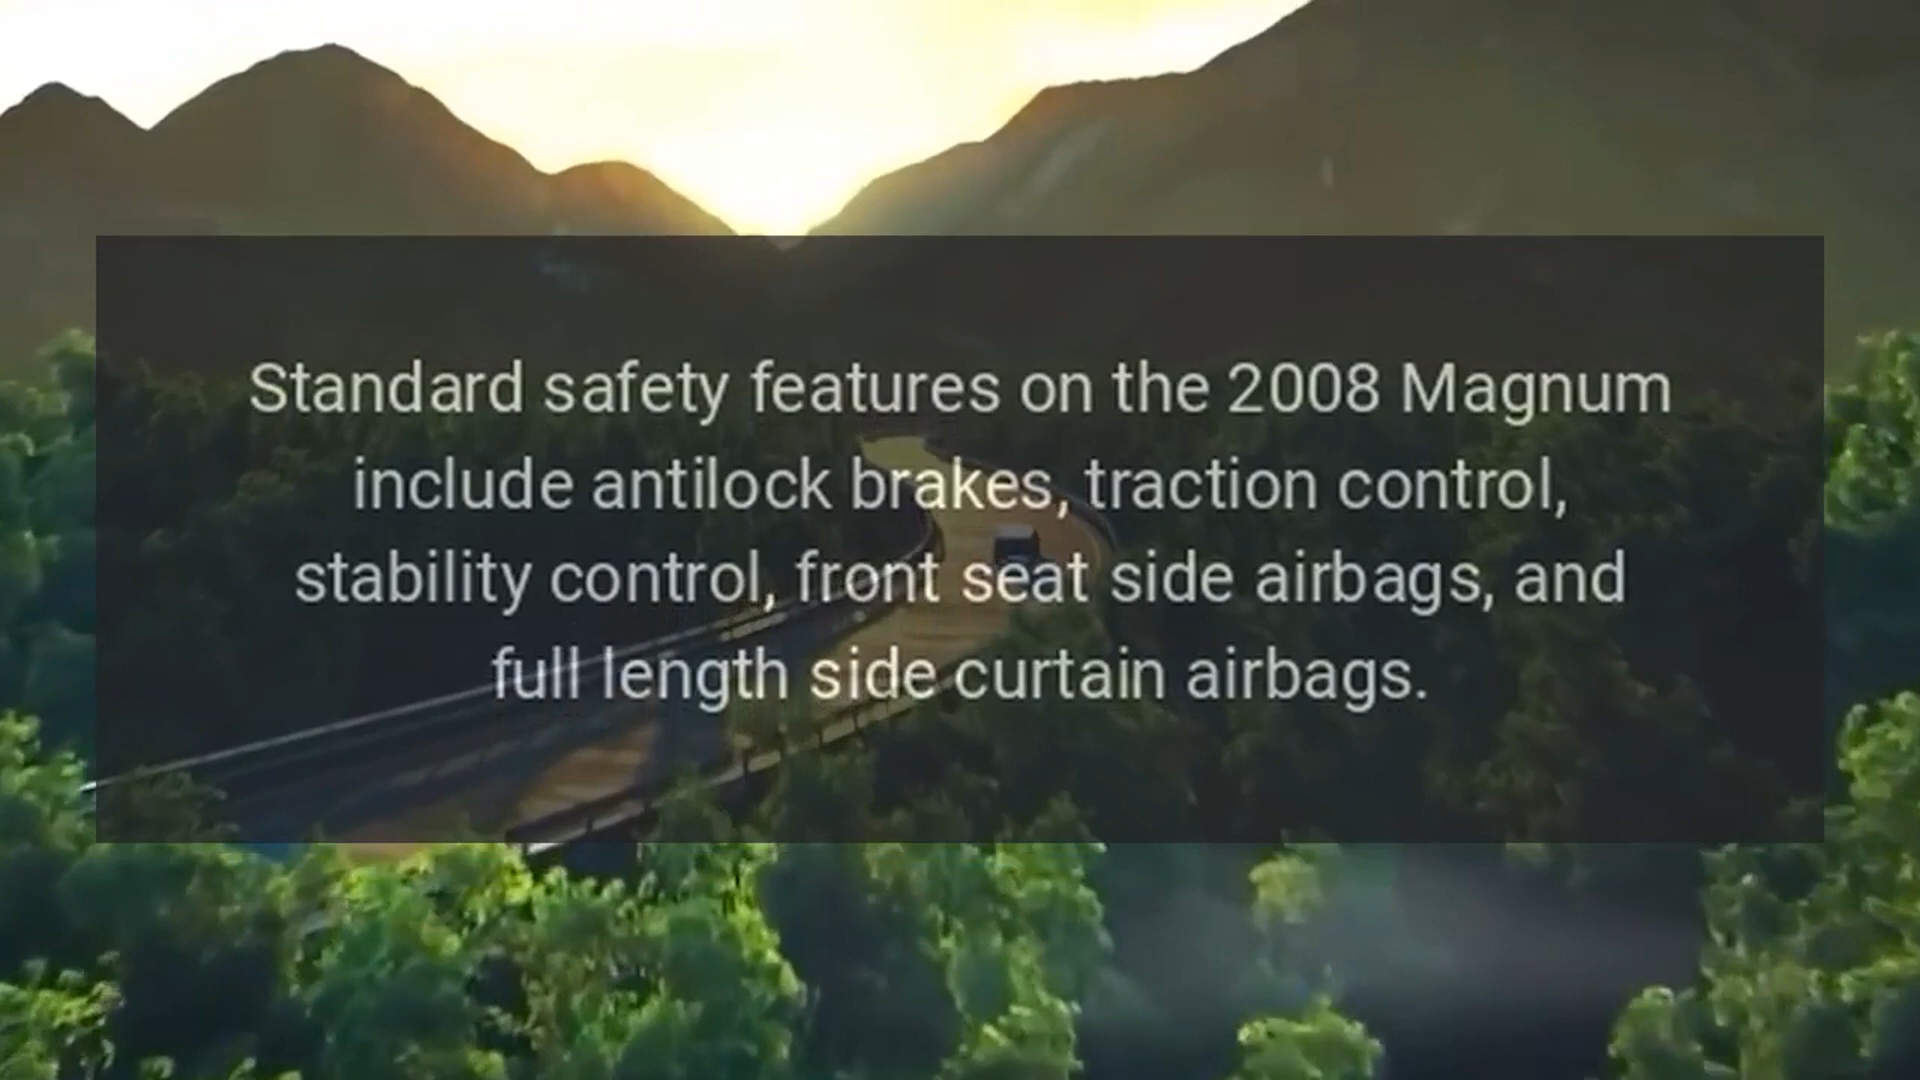 Standard safety features on the 2008 Magnum
include antilock brakes, traction control,
stability control, front seat side airbags, and
full length side curtain airbags.